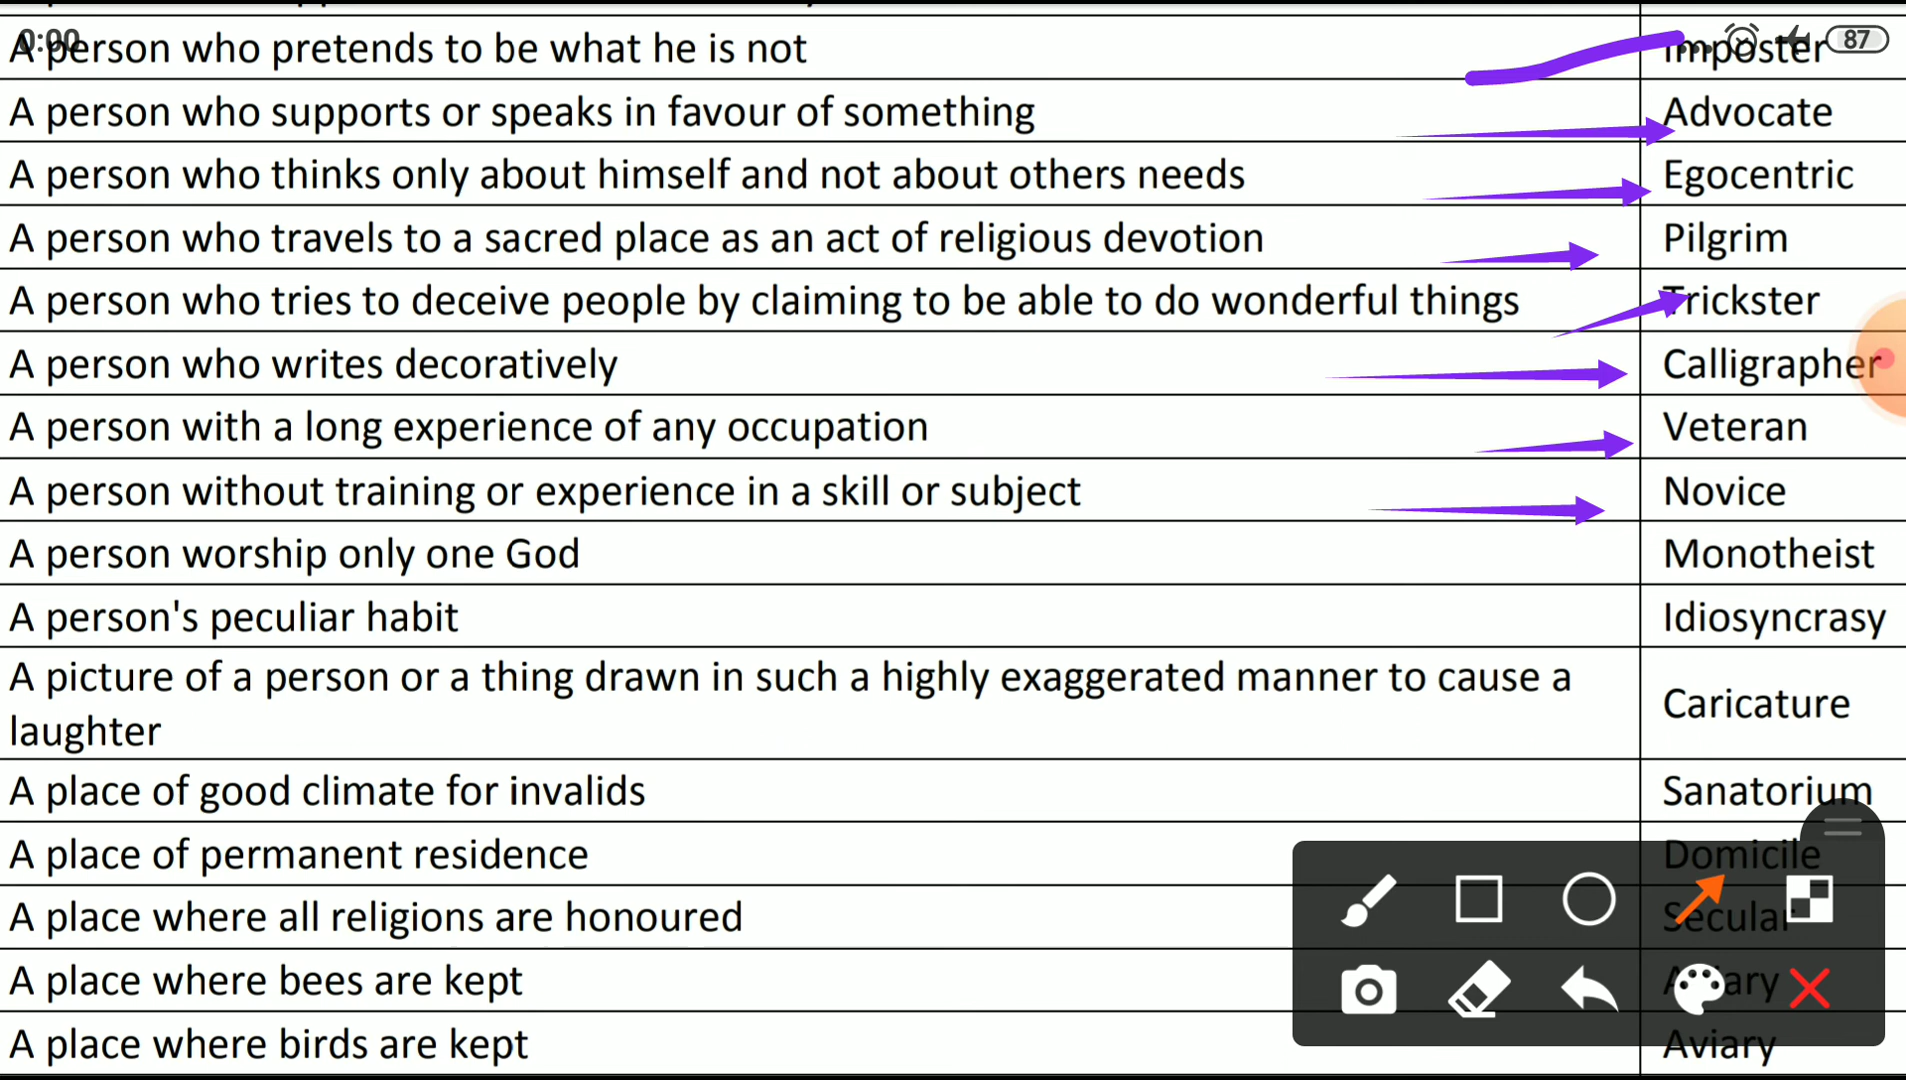 0:00
87
A person who pretends to be what he is not Imposter
A person who supports or speaks in favour of something Advocate
A person who thinks only about himself and not about others needs Egocentric
A person who travels to a sacred place as an act of religious devotion Pilgrim
A person who tries to deceive people by claiming to be able to do wonderful things Trickster
A person who writes decoratively Calligrapher
A person with a long experience of any occupation Veteran
A person without training or experience in a skill or subject Novice
A person worship only one God Monotheist
A person's peculiar habit Idiosyncrasy
A picture of a person or a thing drawn in such a highly exaggerated manner to cause a
laughter
Caricature
A place of good climate for invalids Sanatorium
A place of permanent residence Domicile
A place where all religions are honoured Secular
A place where bees are kept
A place where birds are kept Aviary